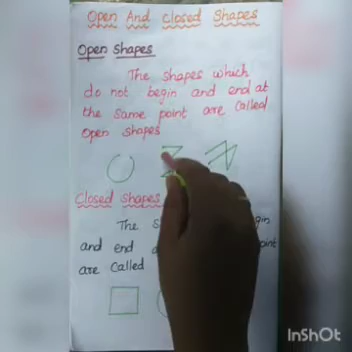 Open And Closed Shapes
Open Shapes
The shapes which
do not begin and end at
the same point are called
Open shapes
Closed shapes
The
and end
are called
InShOt